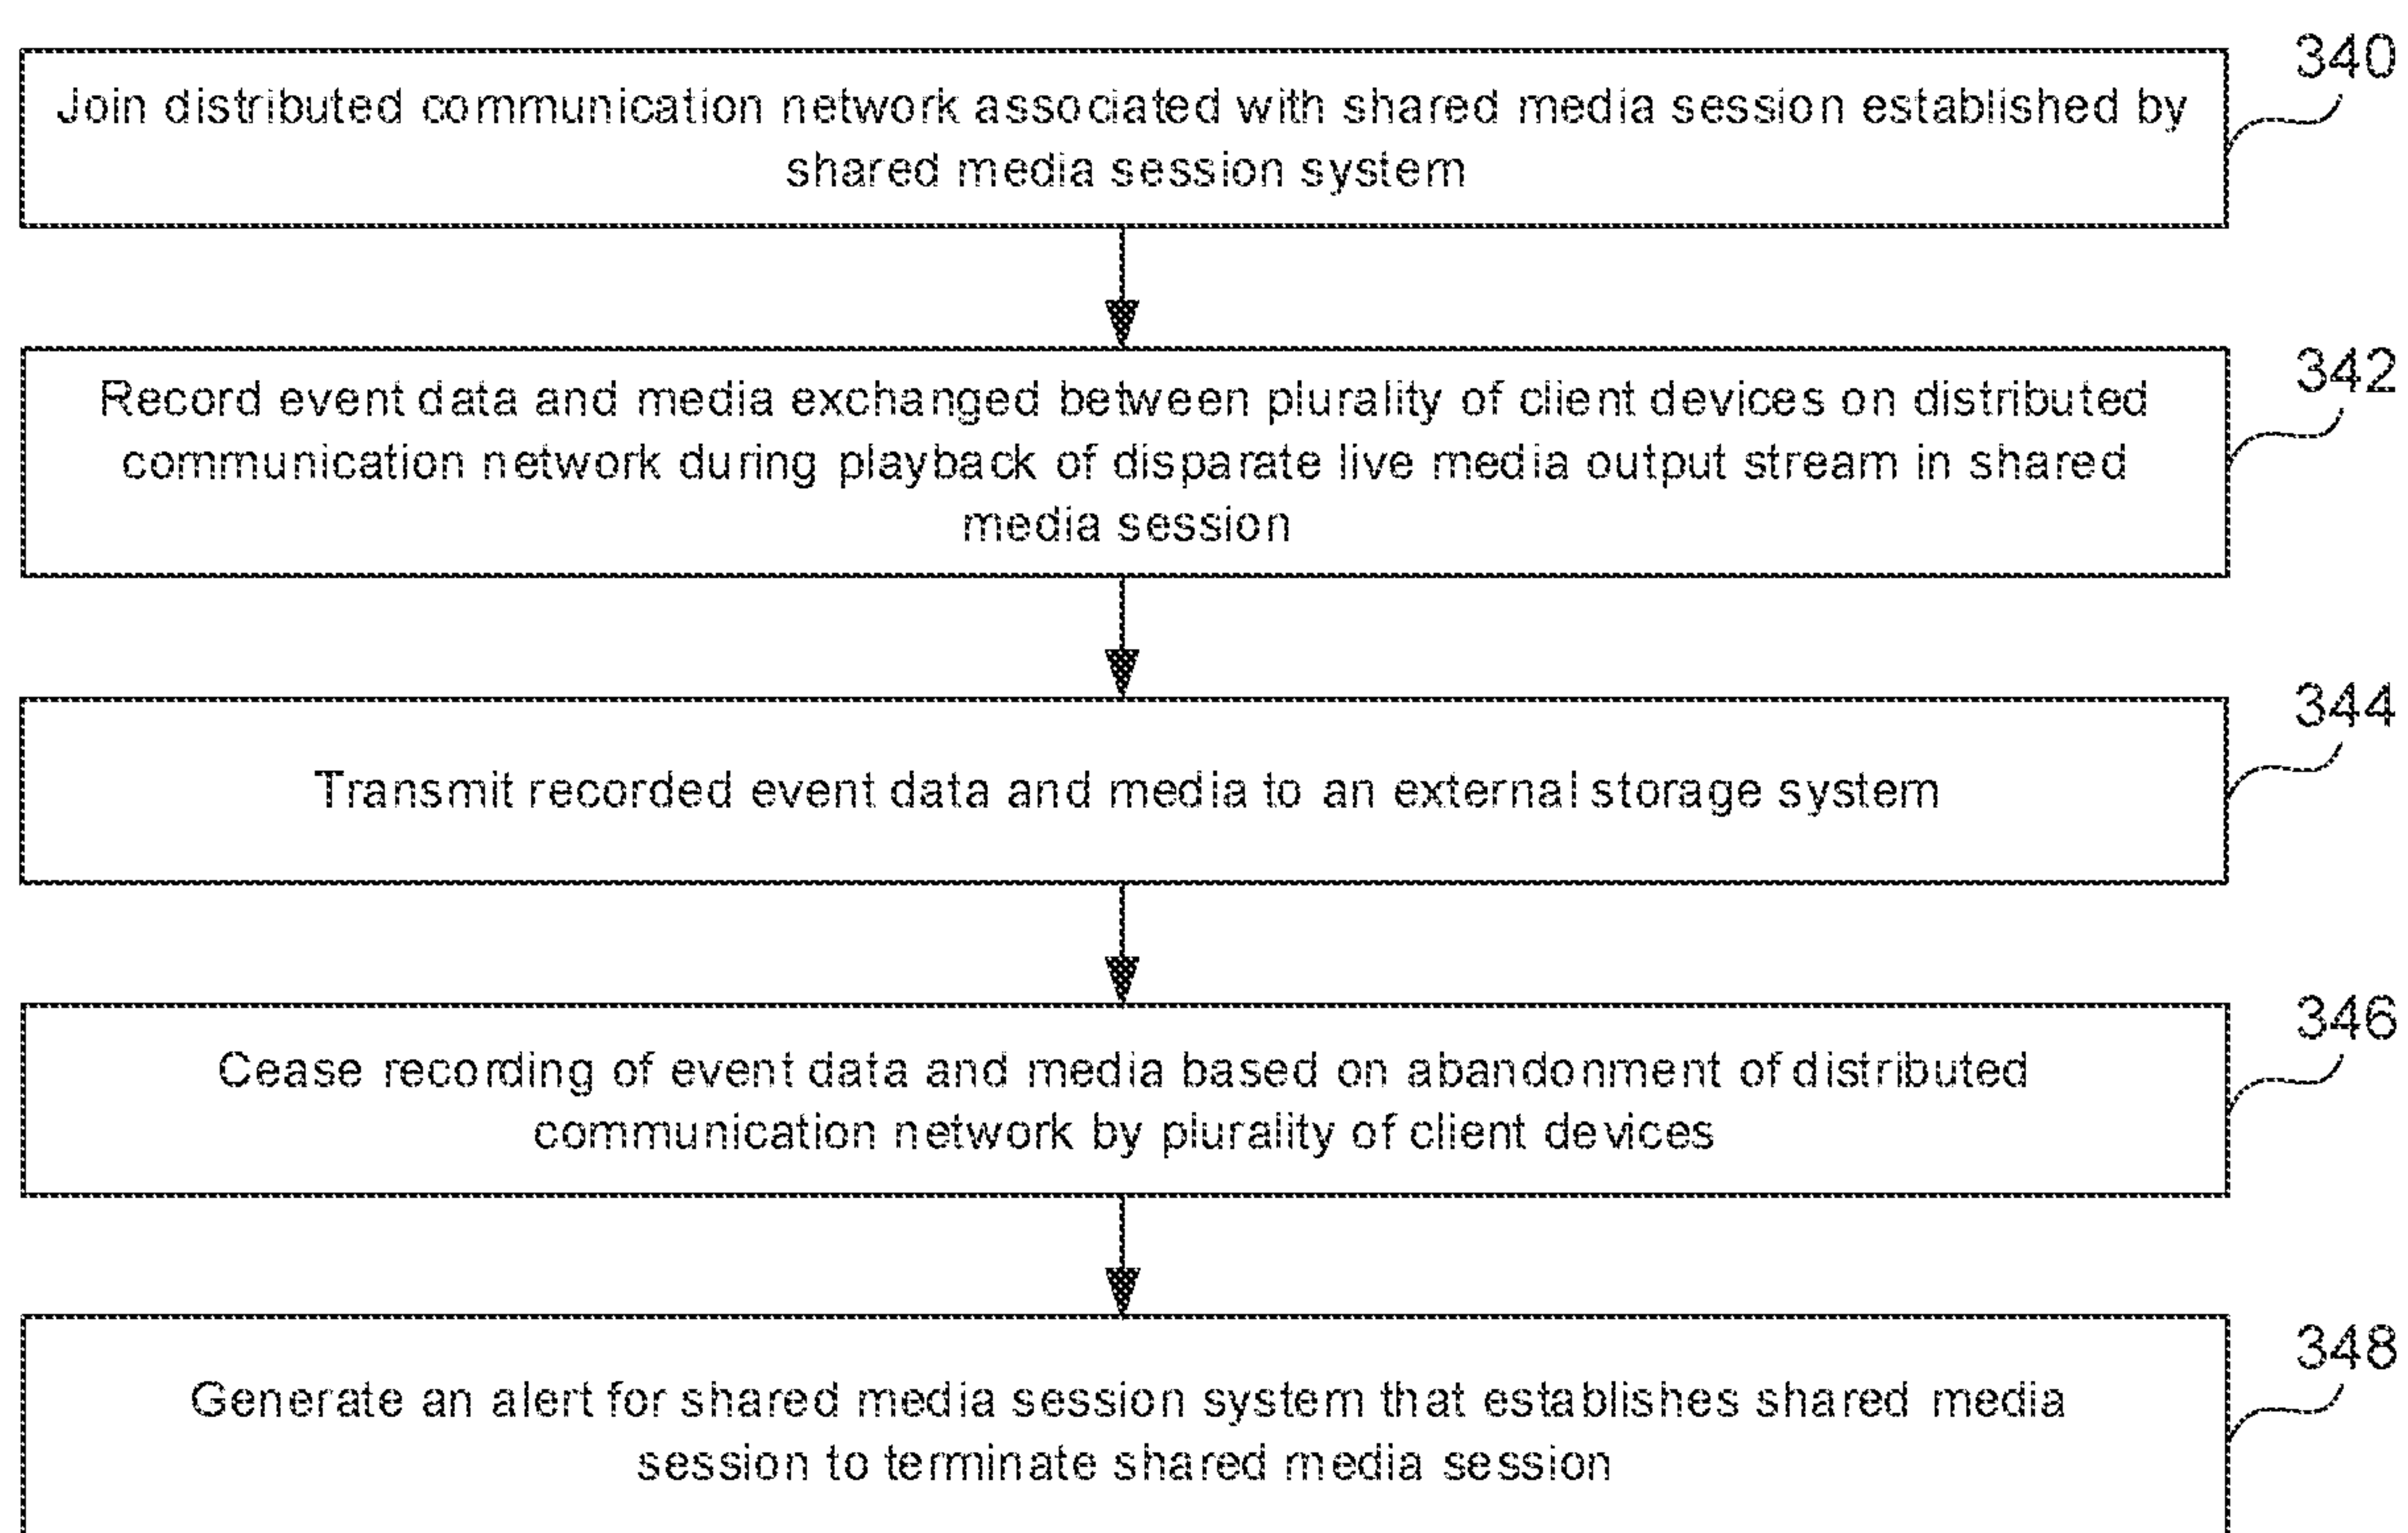 340
Join distributed communication network associated with shared media session established by
shared media session system
342
Record event data and media exchanged between plurality of client devices on distributed
communication network during playback of disparate live media output stream in shared
media session
344
Transmit recorded event data and media to an external storage system
346
Cease recording of event data and media based on abandonment of distributed
communication network by plurality of client devices
348
Generate an alert for shared media session system that establishes shared media
session to terminate shared media session